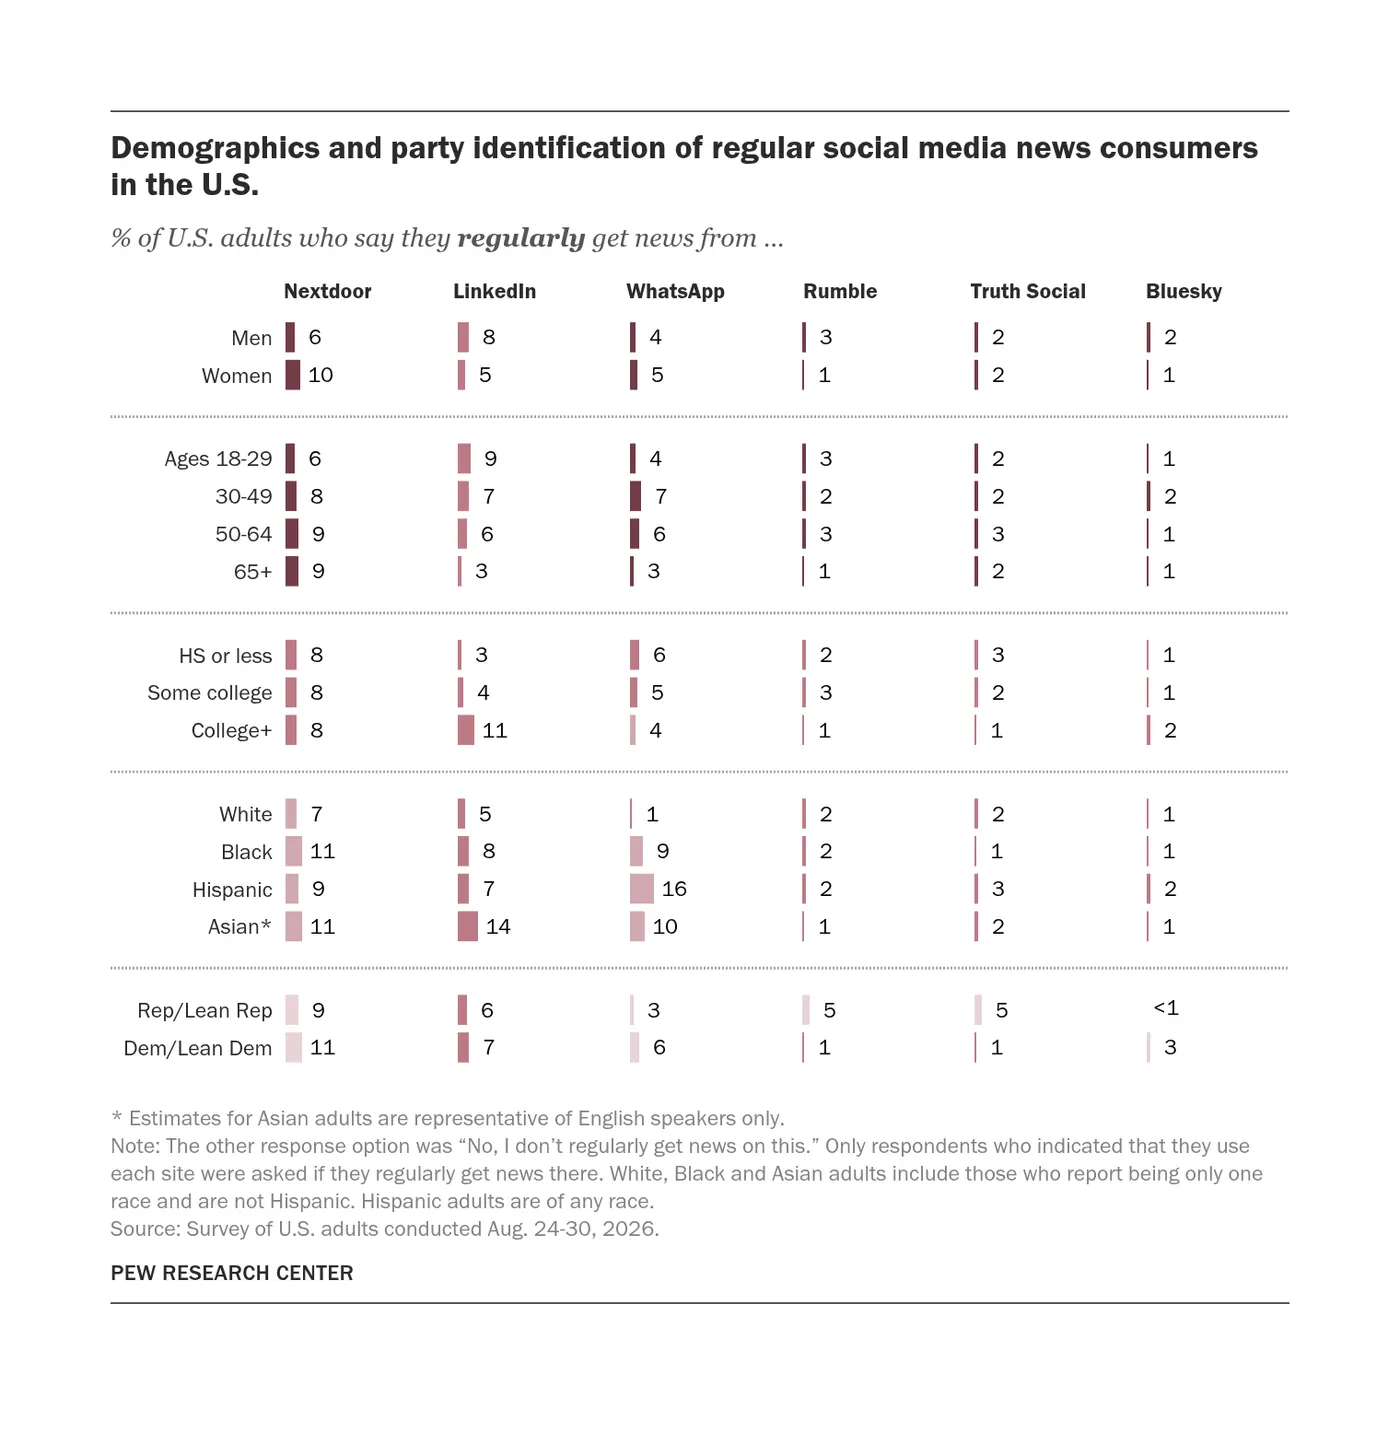 Demographics and party identification of regular social media news consumers
in the U.S.
% of U.S. adults who say they regularly get news from ...
Nextdoor LinkedIn WhatsApp Rumble Truth Social Bluesky
Men 6 8 4 3 2 2
Women 10 5 5 1 2 1
Ages 18-29 6 9 4 3 2 1
30-49 8 7 7 2 2 2
50-64 9 6 6 3 3 1
65+ 9 3 3 1 2 1
HS or less 8 3 6 2 3 1
Some college 8 4 5 3 2 1
College+ 8 11 4 1 1 2
White 7 5 1 2 2 1
Black 11 8 9 2 1 1
Hispanic 9 7 16 2 3 2
Asian* 11 14 10 1 2 1
Rep/Lean Rep 9 6 3 5 5 <1
Dem/Lean Dem 11 7 6 1 1 3
* Estimates for Asian adults are representative of English speakers only.
Note: The other response option was “No, I don’t regularly get news on this.” Only respondents who indicated that they use
each site were asked if they regularly get news there. White, Black and Asian adults include those who report being only one
race and are not Hispanic. Hispanic adults are of any race.
Source: Survey of U.S. adults conducted Aug. 24-30, 2026.
PEW RESEARCH CENTER